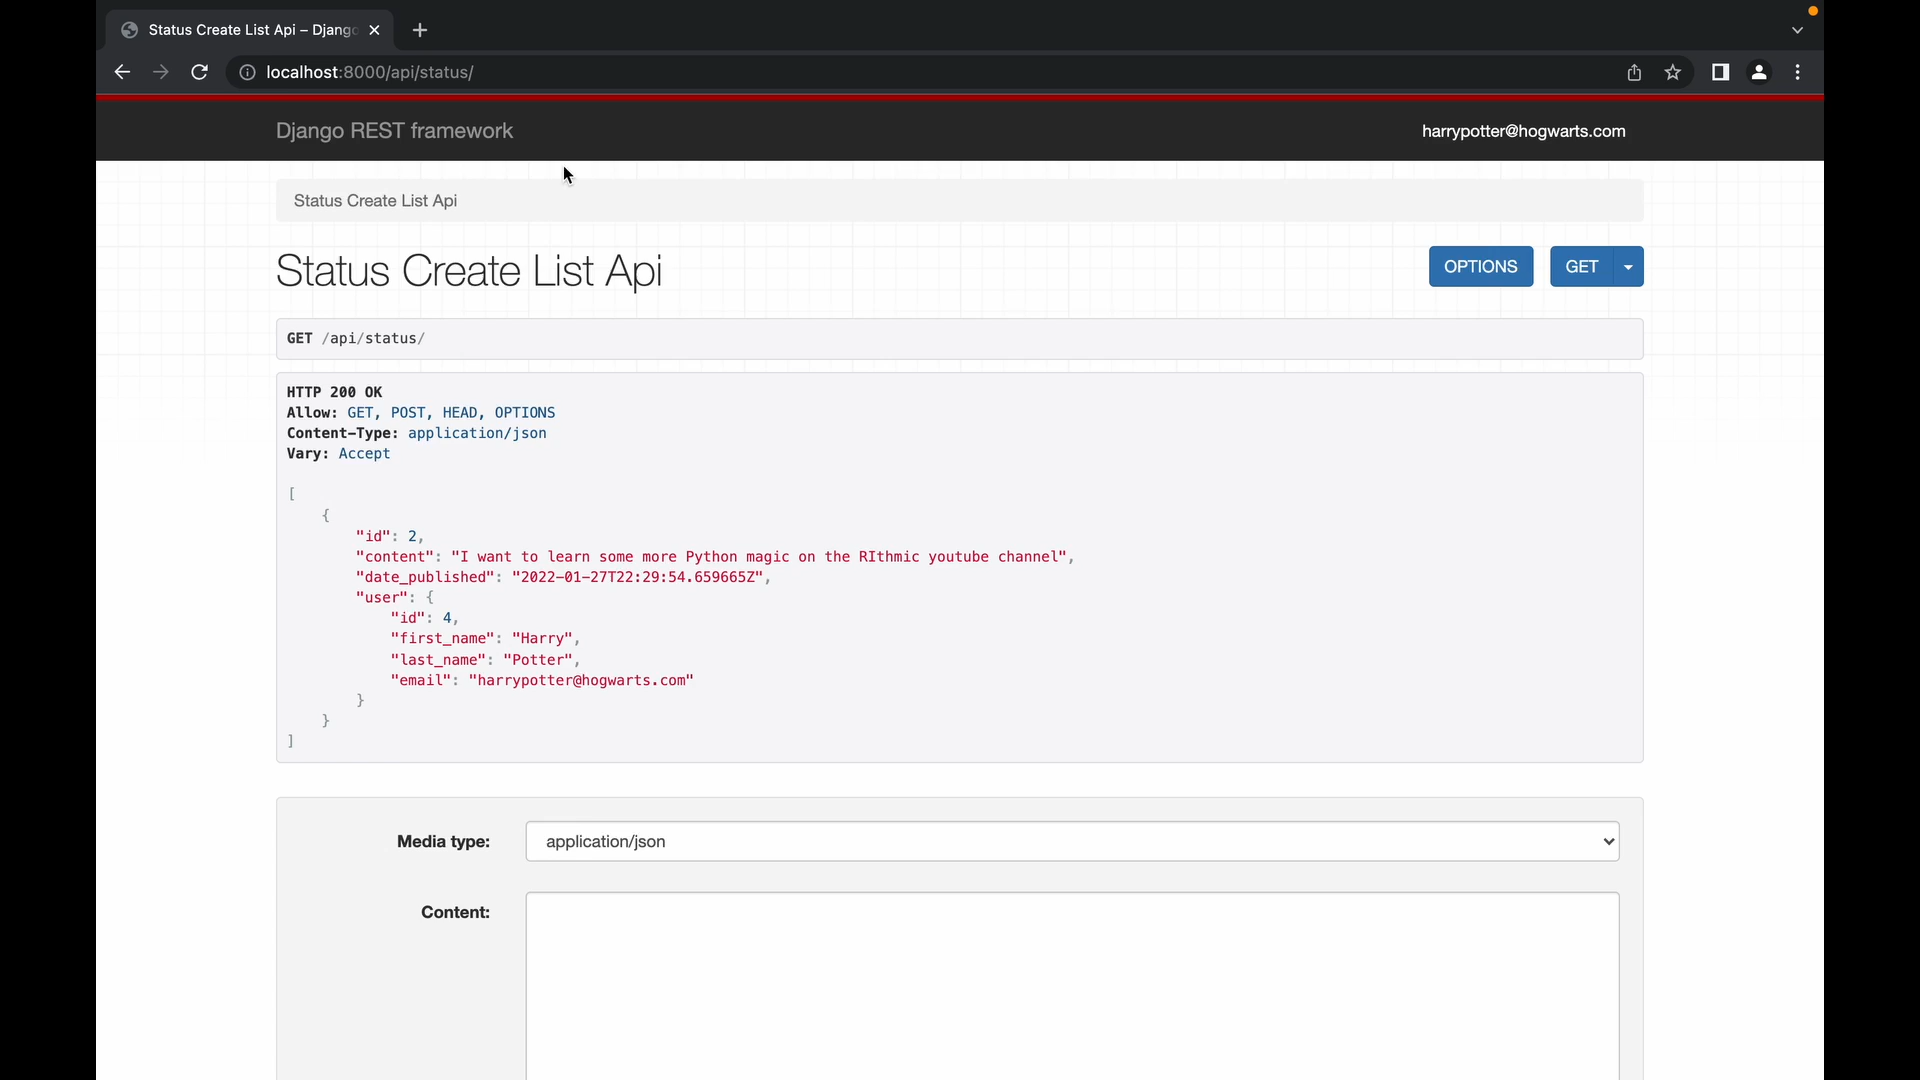 Status Create List Api – Django
localhost:8000/api/status/
Django REST framework
harrypotter@hogwarts.com
Status Create List Api
Status Create List Api
OPTIONS
GET
GET /api/status/
HTTP 200 OK
Allow: GET, POST, HEAD, OPTIONS
Content-Type: application/json
Vary: Accept
[
{
"id": 2,
"content": "I want to learn some more Python magic on the RIthmic youtube channel",
"date_published": "2022-01-27T22:29:54.659665Z",
"user": {
"id": 4,
"first_name": "Harry",
"last_name": "Potter",
"email": "harrypotter@hogwarts.com"
}
}
]
Media type:
application/json
Content: